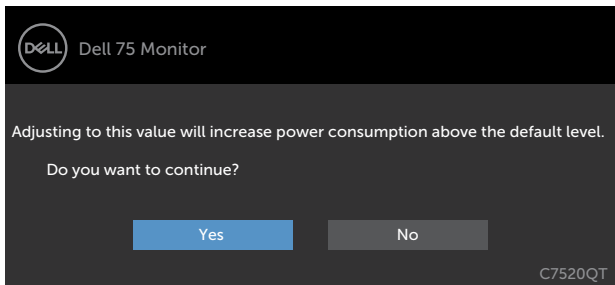 DELL
Dell 75 Monitor
Adjusting to this value will increase power consumption above the default level.
Do you want to continue?
Yes
No
C7520QT